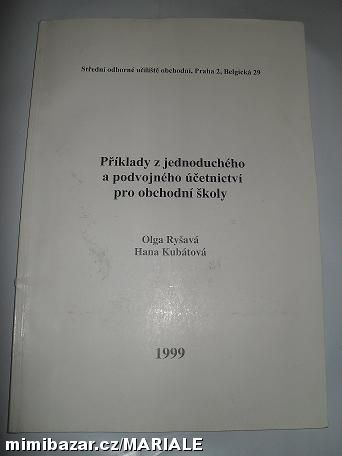 Střední odborné učiliště obchodní, Praha 2, Belgická 29
Příklady z jednoduchého
a podvojného účetnictví
pro obchodní školy
Olga Ryšavá
Hana Kubátová
1999
mimibazar.cz/MARIALE